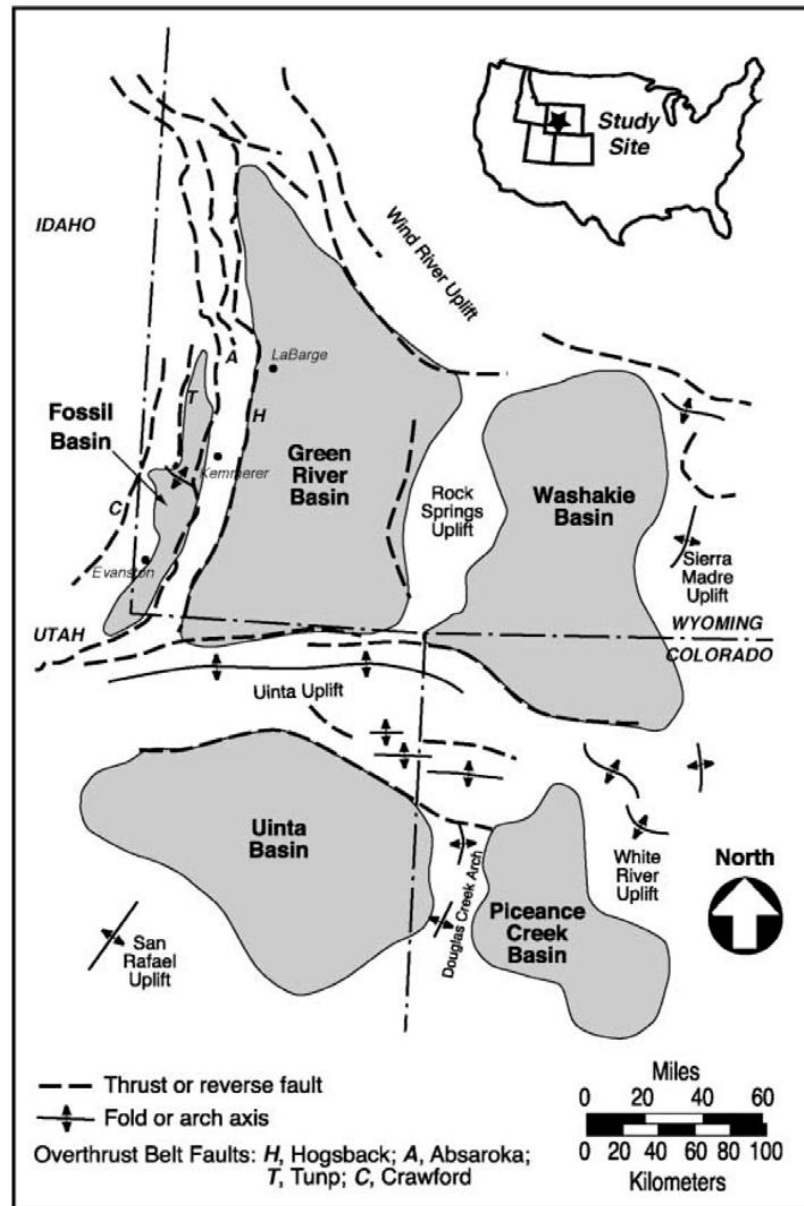 Study
Site
IDAHO
Wind River Uplift
A
LaBarge
T
H
Fossil
Basin
Kemmerer
Green
River
Basin
Rock
Springs
Uplift
Washakie
Basin
C
Evanston
Sierra
Madre
Uplift
UTAH
WYOMING
COLORADO
Uinta Uplift
Uinta
Basin
White
River
Uplift
North
Douglas Creek Arch
Piceance
Creek
Basin
San
Rafael
Uplift
Thrust or reverse fault
Fold or arch axis
Overthrust Belt Faults: H, Hogsback; A, Absaroka;
T, Tunp; C, Crawford
Miles
0 20 40 60
0 20 40 60 80 100
Kilometers